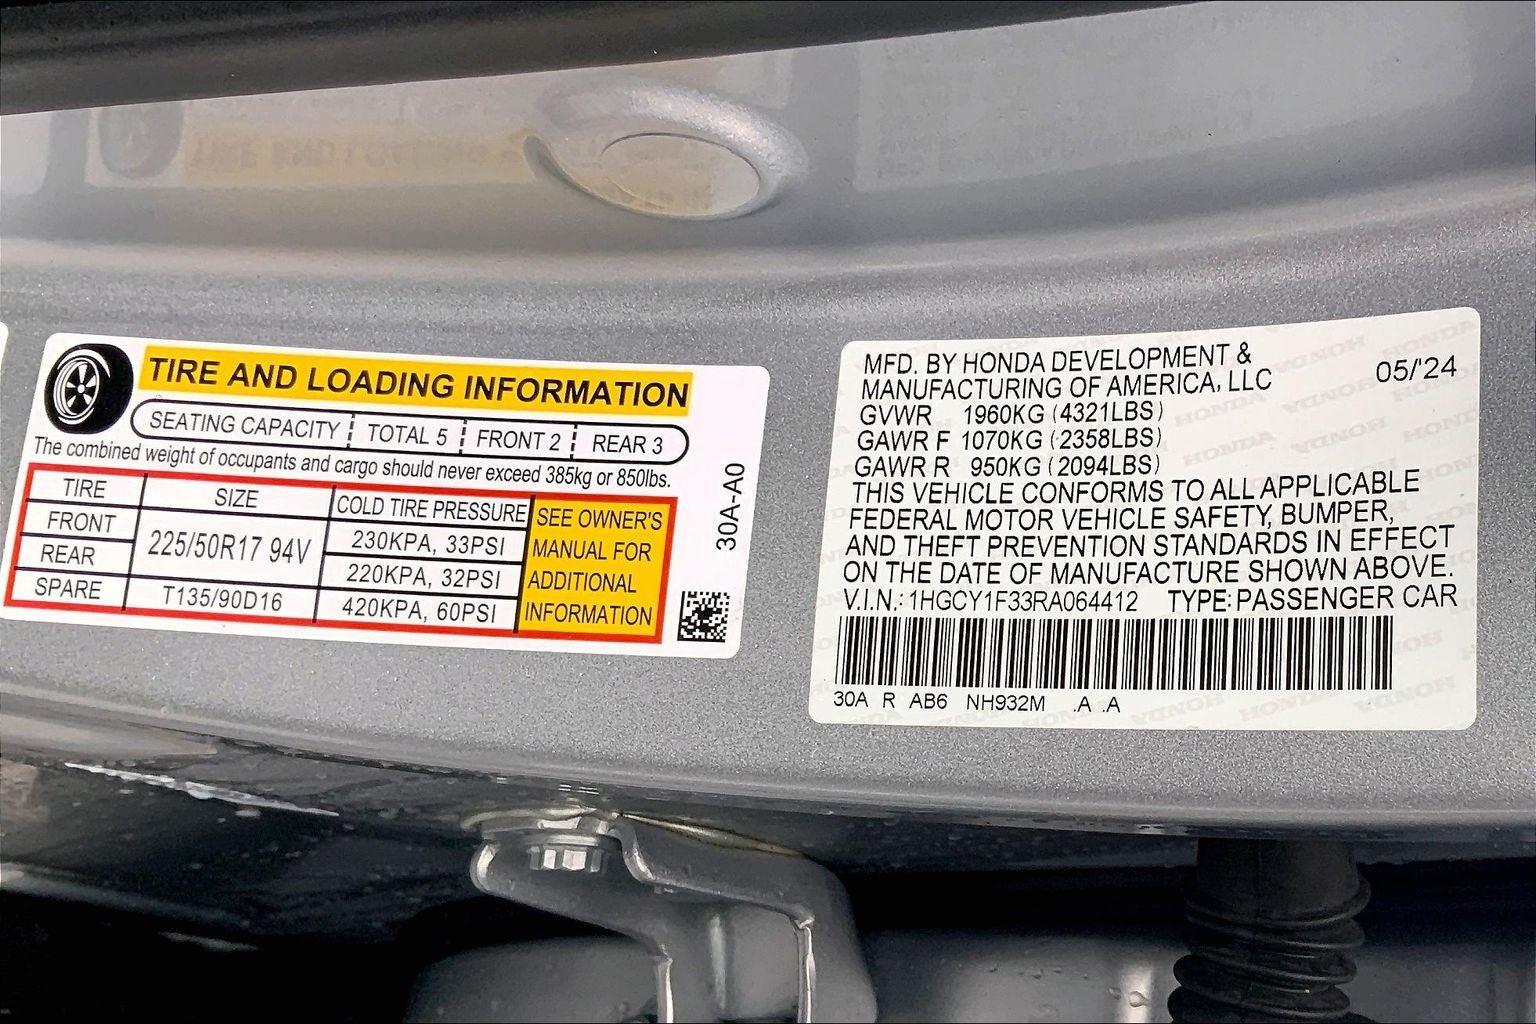 TIRE AND LOADING INFORMATION
SEATING CAPACITY TOTAL 5 FRONT 2 REAR 3
The combined weight of occupants and cargo should never exceed 385kg or 850lbs.
TIRE SIZE COLD TIRE PRESSURE
FRONT 225/50R17 94V 230KPA, 33PSI
REAR 220KPA, 32PSI
SPARE T135/90D16 420KPA, 60PSI
SEE OWNER'S
MANUAL FOR
ADDITIONAL
INFORMATION
30A-A0
MFD. BY HONDA DEVELOPMENT &
MANUFACTURING OF AMERICA, LLC 05/'24
GVWR 1960KG (4321LBS)
GAWR F 1070KG (2358LBS)
GAWR R 950KG (2094LBS)
THIS VEHICLE CONFORMS TO ALL APPLICABLE
FEDERAL MOTOR VEHICLE SAFETY, BUMPER,
AND THEFT PREVENTION STANDARDS IN EFFECT
ON THE DATE OF MANUFACTURE SHOWN ABOVE.
V.I.N.: 1HGCY1F33RA064412 TYPE: PASSENGER CAR
30A R AB6 NH932M .A .A